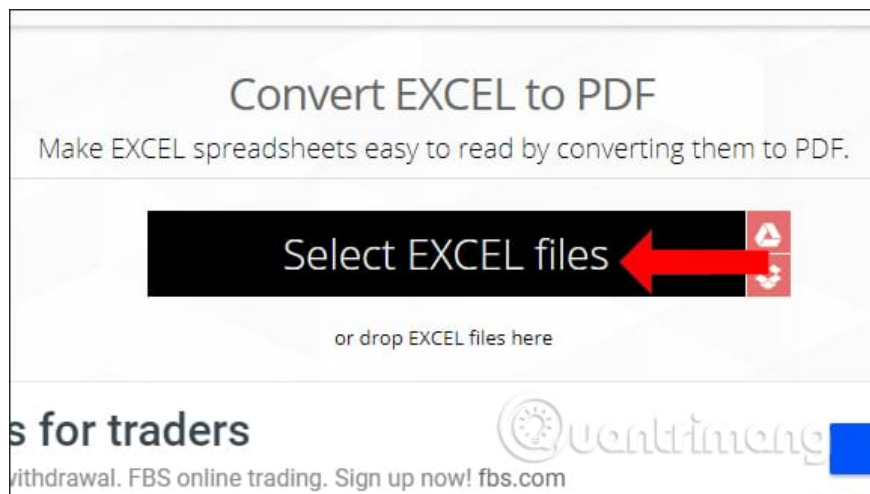 Convert EXCEL to PDF
Make EXCEL spreadsheets easy to read by converting them to PDF.
Select EXCEL files
or drop EXCEL files here
s for traders
Quantrimang
withdrawal. FBS online trading. Sign up now! fbs.com